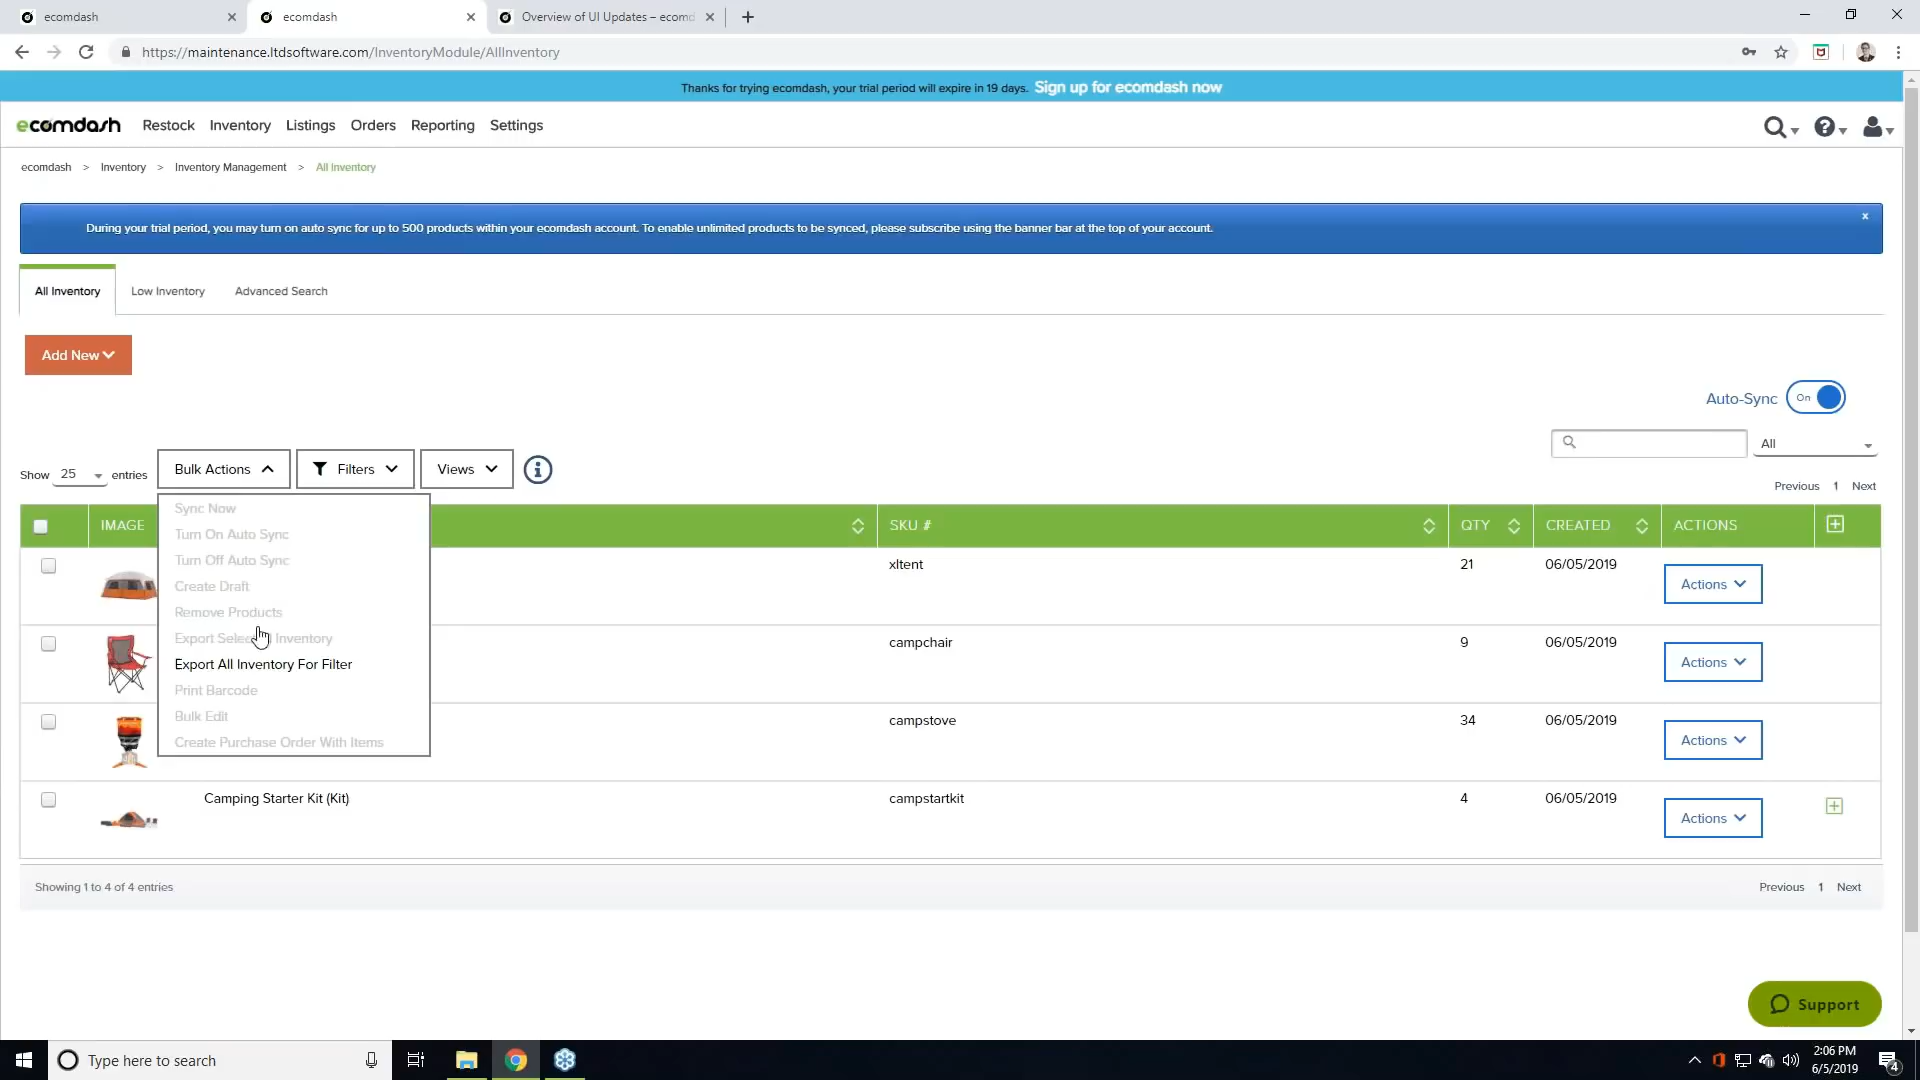 ecomdash
ecomdash
Overview of UI Updates – ecomd
https://maintenance.ltdsoftware.com/InventoryModule/AllInventory
Thanks for trying ecomdash, your trial period will expire in 19 days. Sign up for ecomdash now
ecomdash Restock Inventory Listings Orders Reporting Settings
ecomdash > Inventory > Inventory Management > All Inventory
During your trial period, you may turn on auto sync for up to 500 products within your ecomdash account. To enable unlimited products to be synced, please subscribe using the banner bar at the top of your account.
All Inventory Low Inventory Advanced Search
Add New
Auto-Sync On
All
Show 25 entries Bulk Actions Filters Views
Previous 1 Next
IMAGE SKU # QTY CREATED ACTIONS
Sync Now
Turn On Auto Sync
Turn Off Auto Sync
Create Draft
Remove Products
Export Selected Inventory
Export All Inventory For Filter
Print Barcode
Bulk Edit
Create Purchase Order With Items
xltent 21 06/05/2019 Actions
campchair 9 06/05/2019 Actions
campstove 34 06/05/2019 Actions
Camping Starter Kit (Kit) campstartkit 4 06/05/2019 Actions
Showing 1 to 4 of 4 entries
Previous 1 Next
Support
Type here to search
2:06 PM
6/5/2019
4